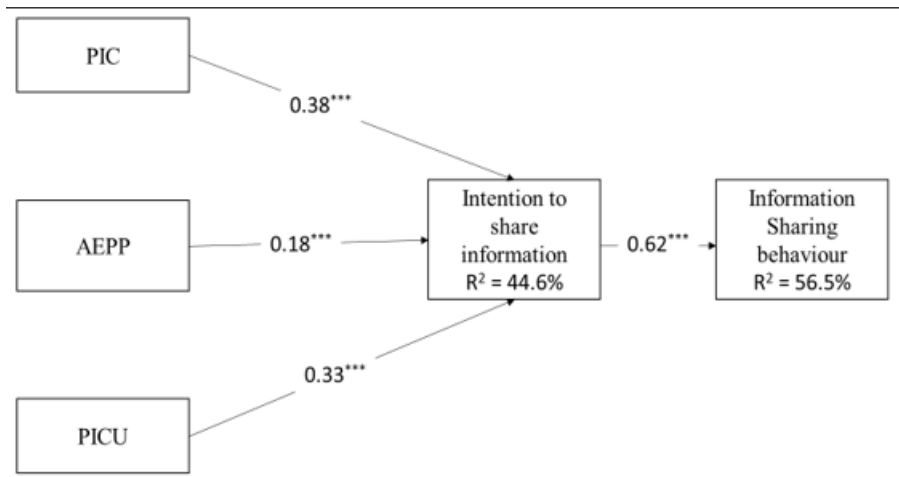 PIC
0.38***
AEPP
0.18***
Intention to
share
information
R² = 44.6%
0.62***
Information
Sharing
behaviour
R² = 56.5%
0.33***
PICU